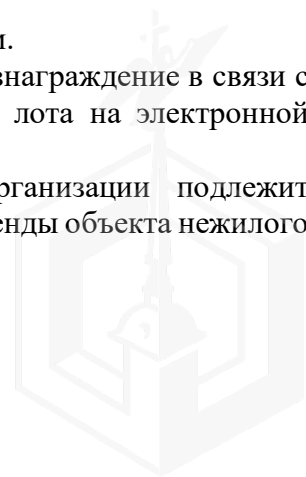 и.
знаграждение в связи с
лота на электронной
рганизации подлежит
енды объекта нежилого